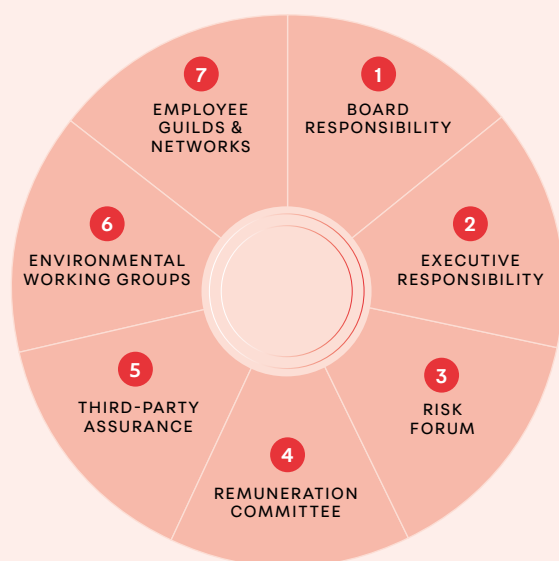 1
BOARD
RESPONSIBILITY
2
EXECUTIVE
RESPONSIBILITY
3
RISK
FORUM
4
REMUNERATION
COMMITTEE
5
THIRD-PARTY
ASSURANCE
6
ENVIRONMENTAL
WORKING GROUPS
7
EMPLOYEE
GUILDS &
NETWORKS